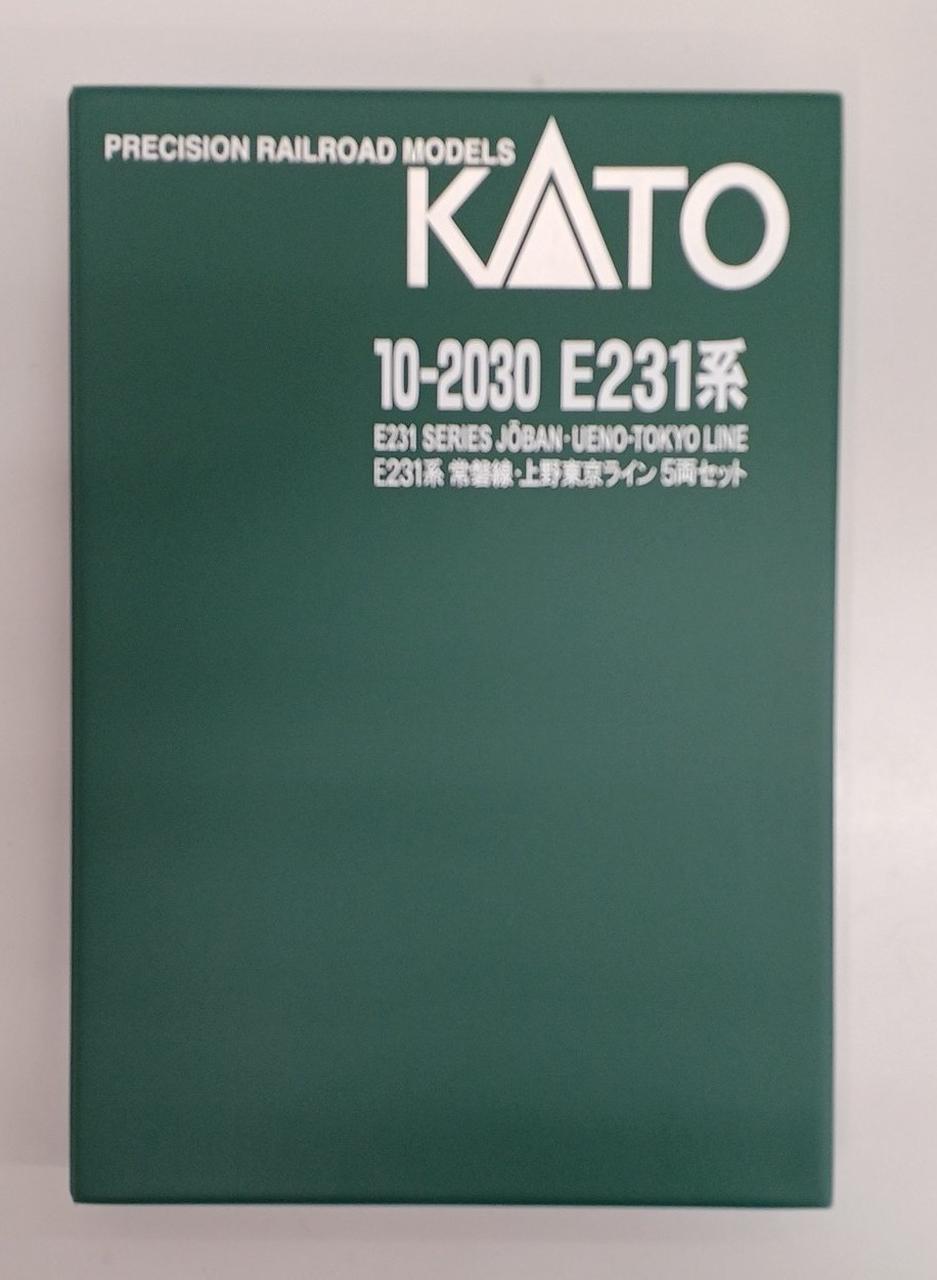 PRECISION RAILROAD MODELS
KATO
10-2030 E231系
E231 SERIES JŌBAN・UENO-TOKYO LINE
E231系 常磐線・上野東京ライン 5両セット